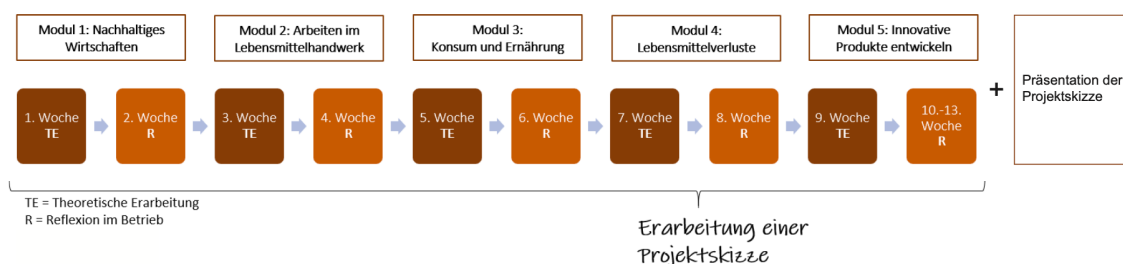 Modul 1: Nachhaltiges
Wirtschaften
Modul 2: Arbeiten im
Lebensmittelhandwerk
Modul 3:
Konsum und Ernährung
Modul 4:
Lebensmittelverluste
Modul 5: Innovative
Produkte entwickeln
1. Woche
TE
2. Woche
R
3. Woche
TE
4. Woche
R
5. Woche
TE
6. Woche
R
7. Woche
TE
8. Woche
R
9. Woche
TE
10.-13.
Woche
R
+
Präsentation der
Projektskizze
TE = Theoretische Erarbeitung
R = Reflexion im Betrieb
Erarbeitung einer
Projektskizze